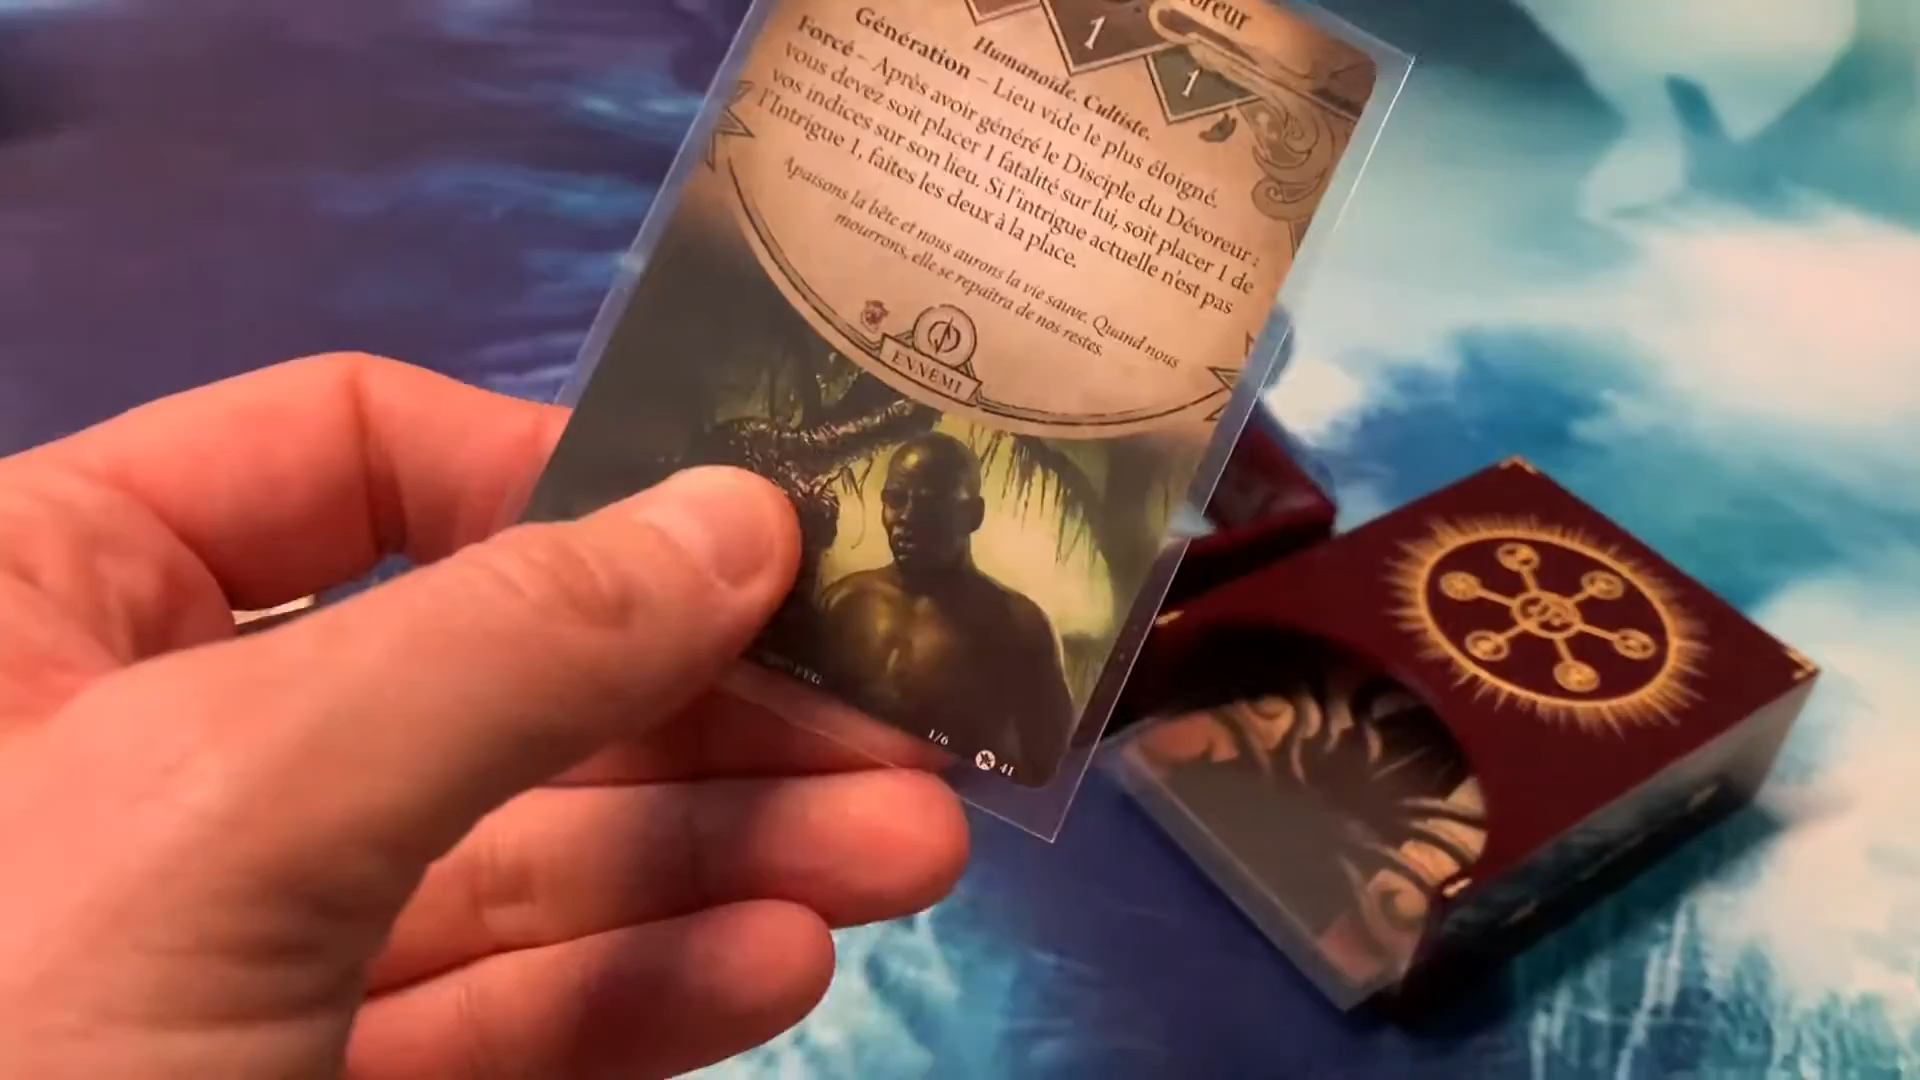 1
1
Humanoïde. Cultiste.
Génération – Lieu vide le plus éloigné.
Forcé – Après avoir généré le Disciple du Dévoreur :
vous devez soit placer 1 fatalité sur lui, soit placer 1 de
vos indices sur son lieu. Si l'intrigue actuelle n'est pas
l'Intrigue 1, faites les deux à la place.
Apaisons la bête et nous aurons la vie sauve. Quand nous
mourrons, elle se repaîtra de nos restes.
ENNEMI
FFG
1/6
41